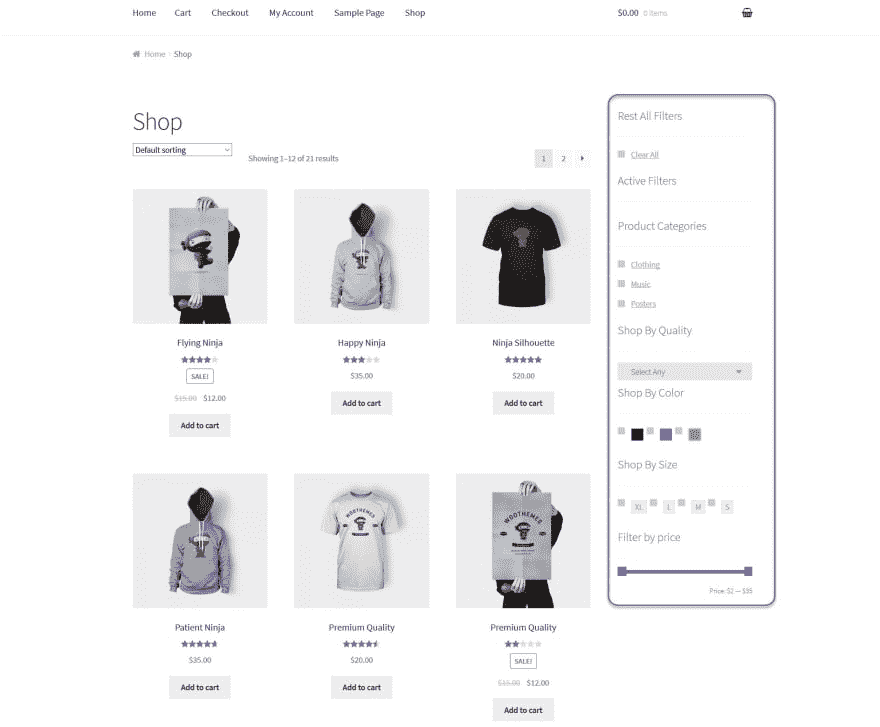 Home Cart Checkout My Account Sample Page Shop $0.00 0 items
Home Shop
Shop
Default sorting
Showing 1–12 of 21 results
1 2
Flying Ninja
SALE!
$15.00 $12.00
Add to cart
Happy Ninja
$35.00
Add to cart
Ninja Silhouette
$20.00
Add to cart
Patient Ninja
$35.00
Add to cart
WOOTHEMES
Premium Quality
$20.00
Add to cart
WOOTHEMES
Premium Quality
SALE!
$15.00 $12.00
Add to cart
Rest All Filters
Clear All
Active Filters
Product Categories
Clothing
Music
Posters
Shop By Quality
Select Any
Shop By Color
Shop By Size
XL L M S
Filter by price
Price: $2 — $35